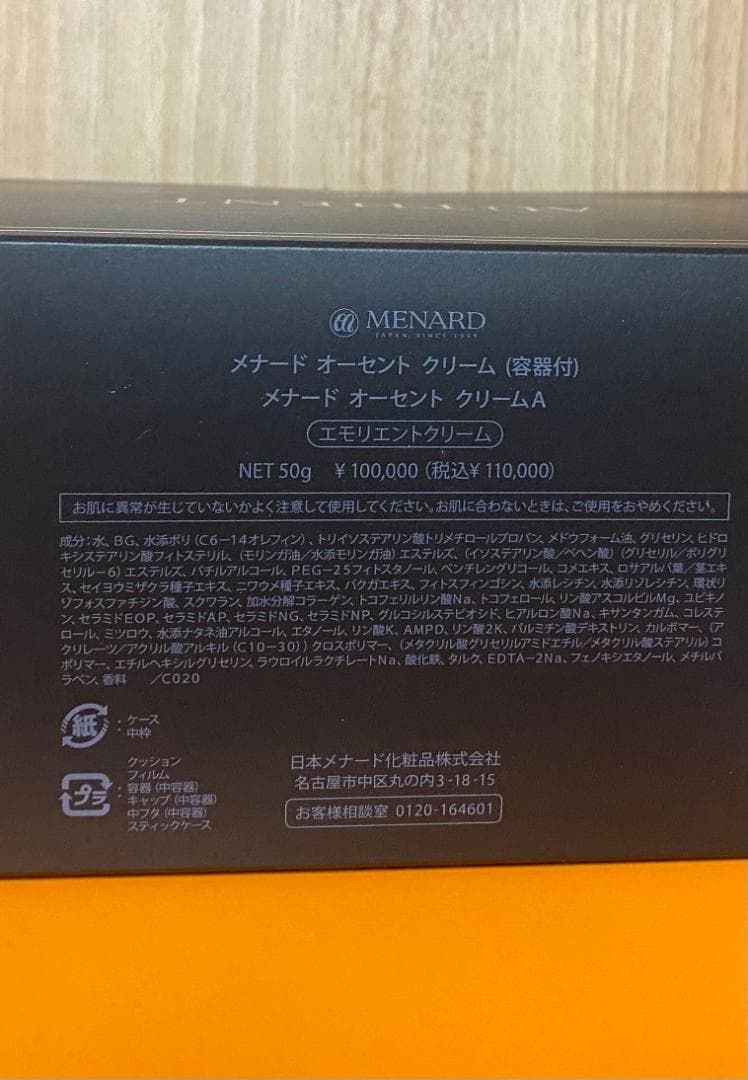 AUTHENT
MENARD
JAPAN, SINCE 1959
メナード オーセント クリーム (容器付)
メナード オーセント クリームA
エモリエントクリーム
NET 50g ¥100,000 (税込¥110,000)
お肌に異常が生じていないかよく注意して使用してください。お肌に合わないときは、ご使用をおやめください。
成分:水、BG、水添ポリ(C6-14オレフィン)、トリイソステアリン酸トリメチロールプロパン、メドウフォーム油、グリセリン、ヒドロ
キシステアリン酸フィトステリル、(モリンガ油/水添モリンガ油)エステルズ、(イソステアリン酸/ベヘン酸)(グリセリル/ポリグリ
セリル-6)エステルズ、バチルアルコール、PEG-25フィトスタノール、ペンチレングリコール、コメエキス、ロサアルバ葉/茎エキ
ス、セイヨウミザクラ種子エキス、ニワウメ種子エキス、バクガエキス、フィトスフィンゴシン、水添レシチン、水添リゾレシチン、環状リ
ゾフォスファチジン酸、スクワラン、加水分解コラーゲン、トコフェリルリン酸Na、トコフェロール、リン酸アスコルビルMg、ユビキノ
ン、セラミドEOP、セラミドAP、セラミドNG、セラミドNP、グルコシルステビオシド、ヒアルロン酸Na、キサンタンガム、コレステ
ロール、ミツロウ、水添ナタネ油アルコール、エタノール、リン酸K、AMPD、リン酸2K、パルミチン酸デキストリン、カルボマー、(ア
クリレーツ/アクリル酸アルキル(C10-30))クロスポリマー、(メタクリル酸グリセリルアミドエチル/メタクリル酸ステアリル)コ
ポリマー、エチルヘキシルグリセリン、ラウロイルラクチレートNa、酸化鉄、タルク、EDTA-2Na、フェノキシエタノール、メチルパ
ラベン、香料 /C020
紙
:ケース
中枠
プラ
クッション
フィルム
:容器(中容器)
キャップ(中容器)
中フタ(中容器)
スティックケース
日本メナード化粧品株式会社
名古屋市中区丸の内3-18-15
お客様相談室 0120-164601